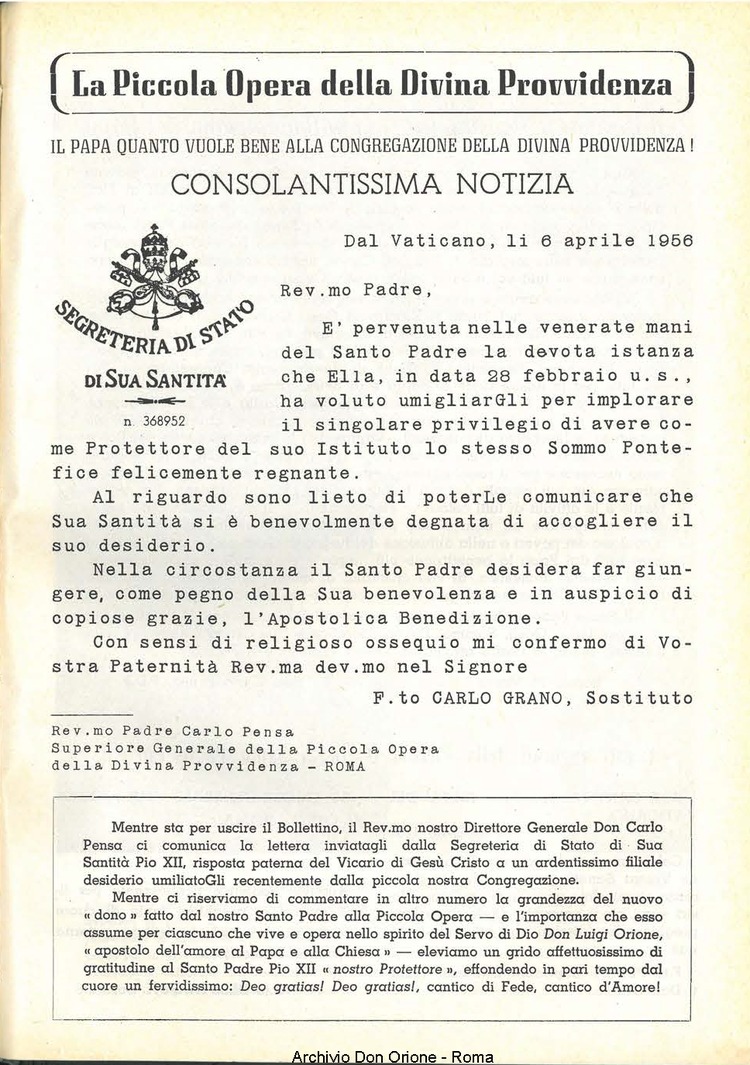 La Piccola Opera della Divina Provvidenza
IL PAPA QUANTO VUOLE BENE ALLA CONGREGAZIONE DELLA DIVINA PROVVIDENZA !
CONSOLANTISSIMA NOTIZIA
SEGRETERIA DI STATO
DI SUA SANTITA'
n. 368952
Dal Vaticano, li 6 aprile 1956
Rev.mo Padre,
E' pervenuta nelle venerate mani
del Santo Padre la devota istanza
che Ella, in data 28 febbraio u.s.,
ha voluto umigliarGli per implorare
il singolare privilegio di avere co-
me Protettore del suo Istituto lo stesso Sommo Ponte-
fice felicemente regnante.
Al riguardo sono lieto di poterLe comunicare che
Sua Santità si è benevolmente degnata di accogliere il
suo desiderio.
Nella circostanza il Santo Padre desidera far giun-
gere, come pegno della Sua benevolenza e in auspicio di
copiose grazie, l'Apostolica Benedizione.
Con sensi di religioso ossequio mi confermo di Vo-
stra Paternità Rev.ma dev.mo nel Signore
F.to CARLO GRANO, Sostituto
Rev.mo Padre Carlo Pensa
Superiore Generale della Piccola Opera
della Divina Provvidenza - ROMA
Mentre sta per uscire il Bollettino, il Rev.mo nostro Direttore Generale Don Carlo
Pensa ci comunica la lettera inviatagli dalla Segreteria di Stato di Sua
Santità Pio XII, risposta paterna del Vicario di Gesù Cristo a un ardentissimo filiale
desiderio umiliatoGli recentemente dalla piccola nostra Congregazione.
Mentre ci riserviamo di commentare in altro numero la grandezza del nuovo
« dono » fatto dal nostro Santo Padre alla Piccola Opera — e l'importanza che esso
assume per ciascuno che vive e opera nello spirito del Servo di Dio Don Luigi Orione,
« apostolo dell'amore al Papa e alla Chiesa » — eleviamo un grido affettuosissimo di
gratitudine al Santo Padre Pio XII « nostro Protettore », effondendo in pari tempo dal
cuore un fervidissimo: Deo gratias! Deo gratias!, cantico di Fede, cantico d'Amore!
Archivio Don Orione - Roma